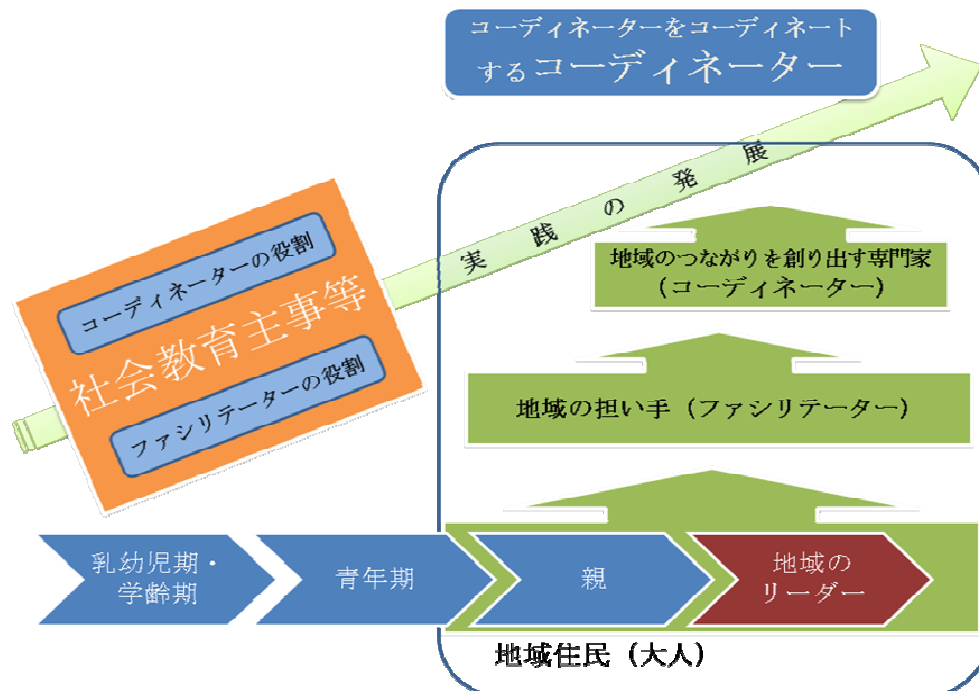 コーディネーターをコーディネート
するコーディネーター
実践の発展
コーディネーターの役割
社会教育主事等
ファシリテーターの役割
地域のつながりを創り出す専門家
（コーディネーター）
地域の担い手（ファシリテーター）
乳幼児期・
学齢期
青年期
親
地域の
リーダー
地域住民（大人）